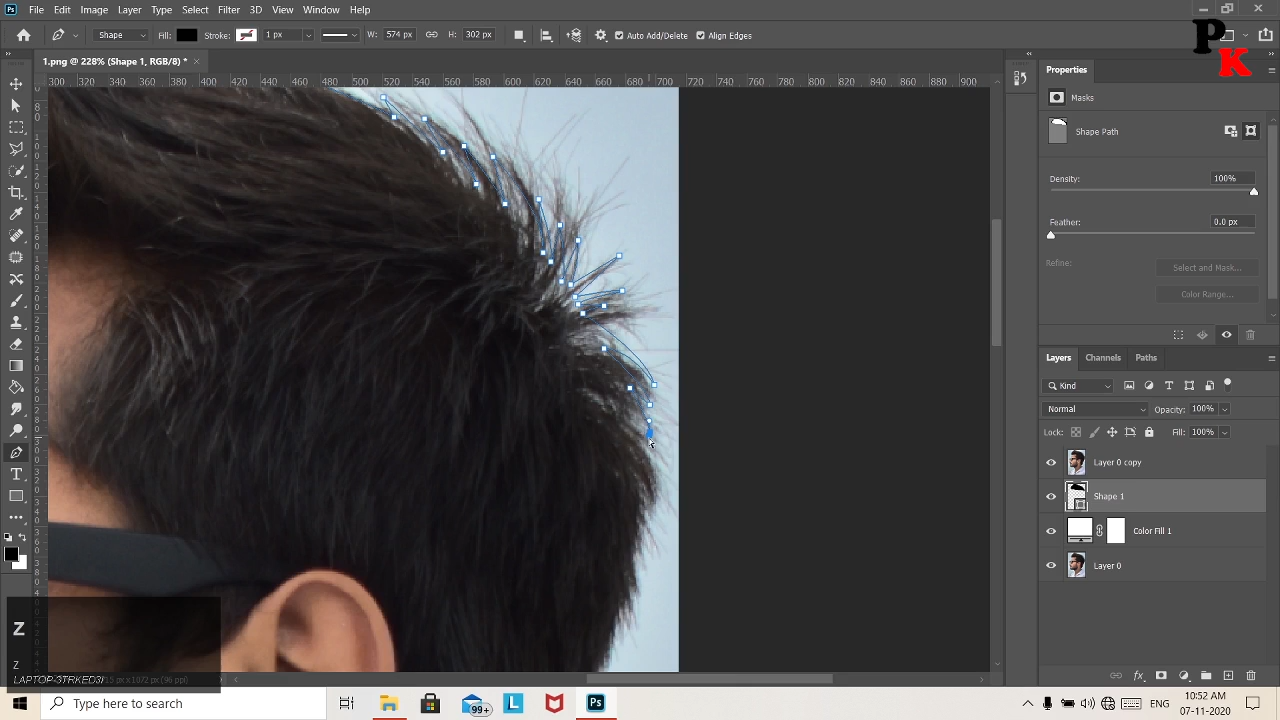 Ps File Edit Image Layer Type Select Filter 3D View Window Help
Shape Fill: Stroke: 1 px W: 574 px H: 302 px Auto Add/Delete Align Edges
PK
1.png @ 228% (Shape 1, RGB/8) * ×
300 320 340 360 380 400 420 440 460 480 500 520 540 560 580 600 620 640 660 680 700 720 740 760 780 800 820 840 860 880 900
Properties
Masks
Shape Path
Density: 100%
Feather: 0.0 px
Refine: Select and Mask...
Color Range...
Layers Channels Paths
Kind
Normal Opacity: 100%
Lock: Fill: 100%
Layer 0 copy
Shape 1
Color Fill 1
Layer 0
Z
Z
LAPTOP-3TRKED3I
Type here to search
99+
L
Ps
ENG
10:52 AM
07-11-2020